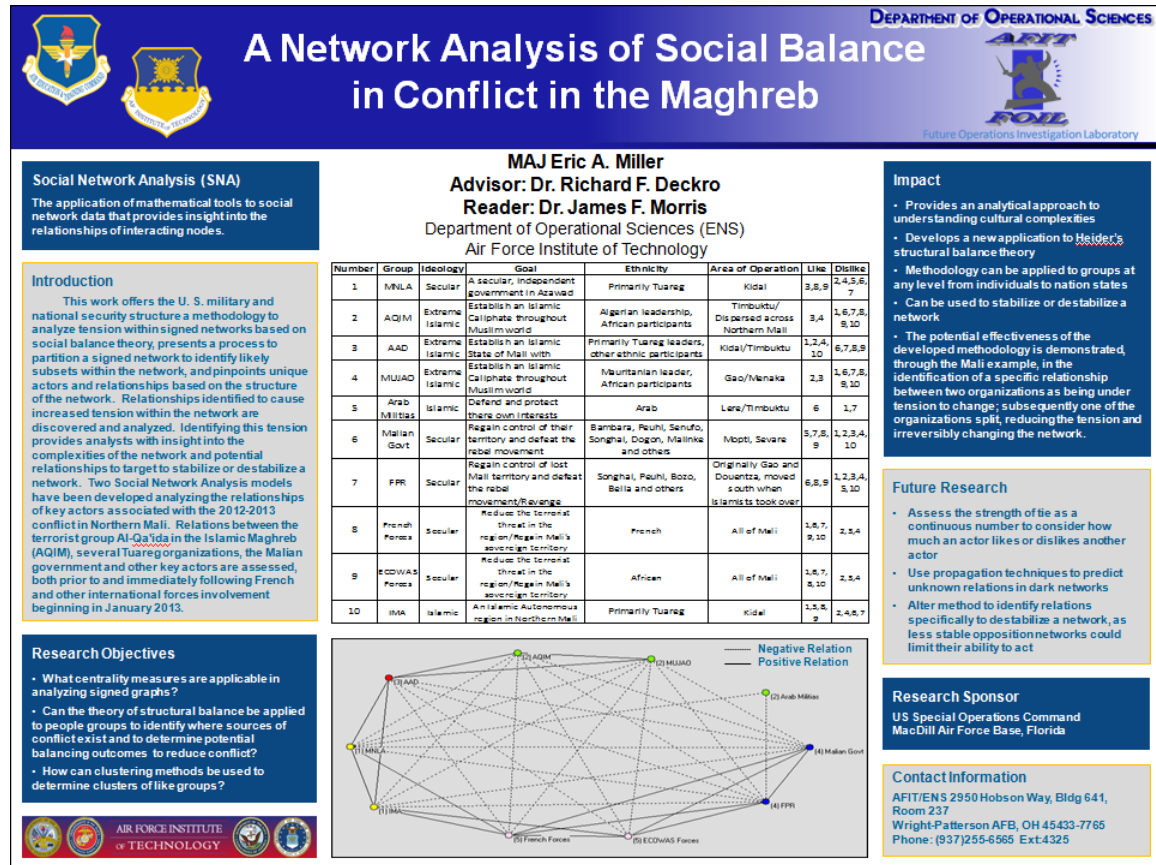 DEPARTMENT OF OPERATIONAL SCIENCES
A Network Analysis of Social Balance
in Conflict in the Maghreb
AIR EDUCATION & TRAINING COMMAND
AF INSTITUTE OF TECHNOLOGY
AFIT
FOIL
Future Operations Investigation Laboratory
Social Network Analysis (SNA)
The application of mathematical tools to social
network data that provides insight into the
relationships of interacting nodes.
Introduction
This work offers the U. S. military and
national security structure a methodology to
analyze tension within signed networks based on
social balance theory, presents a process to
partition a signed network to identify likely
subsets within the network, and pinpoints unique
actors and relationships based on the structure
of the network. Relationships identified to cause
increased tension within the network are
discovered and analyzed. Identifying this tension
provides analysts with insight into the
complexities of the network and potential
relationships to target to stabilize or destabilize a
network. Two Social Network Analysis models
have been developed analyzing the relationships
of key actors associated with the 2012-2013
conflict in Northern Mali. Relations between the
terrorist group Al-Qa'ida in the Islamic Maghreb
(AQIM), several Tuareg organizations, the Malian
government and other key actors are assessed,
both prior to and immediately following French
and other international forces involvement
beginning in January 2013.
Research Objectives
• What centrality measures are applicable in
analyzing signed graphs?
• Can the theory of structural balance be applied
to people groups to identify where sources of
conflict exist and to determine potential
balancing outcomes to reduce conflict?
• How can clustering methods be used to
determine clusters of like groups?
AIR FORCE INSTITUTE
OF TECHNOLOGY
MAJ Eric A. Miller
Advisor: Dr. Richard F. Deckro
Reader: Dr. James F. Morris
Department of Operational Sciences (ENS)
Air Force Institute of Technology
Number Group Ideology Goal Ethnicity Area of Operation Like Dislike
1 MNLA Secular A secular, independent government in Azawad Primarily Tuareg Kidal 3,8,9 2,4,5,6,7
2 AQIM Extreme Islamic Establish an Islamic Caliphate throughout Muslim world Algerian leadership, African participants Timbuktu/ Dispersed across Northern Mali 3,4 1,6,7,8,9,10
3 AAD Extreme Islamic Establish an Islamic State of Mali with Primarily Tuareg leaders, other ethnic participants Kidal/Timbuktu 1,2,4,10 6,7,8,9
4 MUJAO Extreme Islamic Establish an Islamic Caliphate throughout Muslim world Mauritanian leader, African participants Gao/Menaka 2,3 1,6,7,8,9,10
5 Arab Militias Islamic Defend and protect there own interests Arab Lere/Timbuktu 6 1,7
6 Malian Govt Secular Regain control of their territory and defeat the rebel movement Bambara, Peuhi, Senufo, Songhai, Dogon, Malinke and others Mopti, Sevare 5,7,8,9 1,2,3,4,10
7 FPR Secular Regain control of lost Mali territory and defeat the rebel movement/Revenge Songhai, Peuhi, Bozo, Bella and others Originally Gao and Douentza, moved south when Islamists took over 6,8,9 1,2,3,4,5,10
8 French Forces Secular Reduce the terrorist threat in the region/Regain Mali's sovereign territory French All of Mali 1,6,7,9,10 2,3,4
9 ECOWAS Forces Secular Reduce the terrorist threat in the region/Regain Mali's sovereign territory African All of Mali 1,6,7,8,10 2,3,4
10 IMA Islamic An Islamic Autonomous region in Northern Mali Primarily Tuareg Kidal 1,3,8,9 2,4,6,7
Negative Relation
Positive Relation
(2) AQIM
(2) MUJAO
(3) AAD
(2) Arab Militias
(1) MNLA
(4) Malian Govt
(1) IMA
(4) FPR
(5) French Forces
(5) ECOWAS Forces
Impact
• Provides an analytical approach to
understanding cultural complexities
• Develops a new application to Heider's
structural balance theory
• Methodology can be applied to groups at
any level from individuals to nation states
• Can be used to stabilize or destabilize a
network
• The potential effectiveness of the
developed methodology is demonstrated,
through the Mali example, in the
identification of a specific relationship
between two organizations as being under
tension to change; subsequently one of the
organizations split, reducing the tension and
irreversibly changing the network.
Future Research
• Assess the strength of tie as a
continuous number to consider how
much an actor likes or dislikes another
actor
• Use propagation techniques to predict
unknown relations in dark networks
• Alter method to identify relations
specifically to destabilize a network, as
less stable opposition networks could
limit their ability to act
Research Sponsor
US Special Operations Command
MacDill Air Force Base, Florida
Contact Information
AFIT/ENS 2950 Hobson Way, Bldg 641,
Room 237
Wright-Patterson AFB, OH 45433-7765
Phone: (937)255-6565 Ext:4325